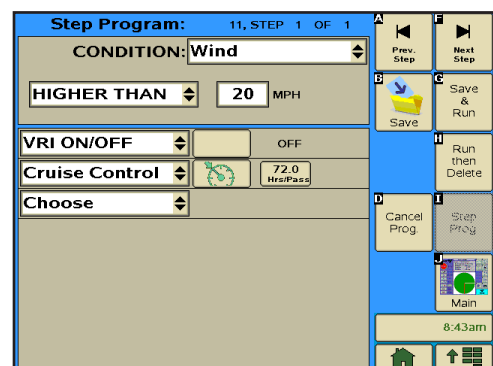 Step Program: 11, STEP 1 OF 1
CONDITION: Wind
HIGHER THAN 20 MPH
VRI ON/OFF OFF
Cruise Control 72.0 Hrs/Pass
Choose
A Prev. Step
F Next Step
B Save
G Save & Run
H Run then Delete
D Cancel Prog.
I Step Prog
J Main
8:43am